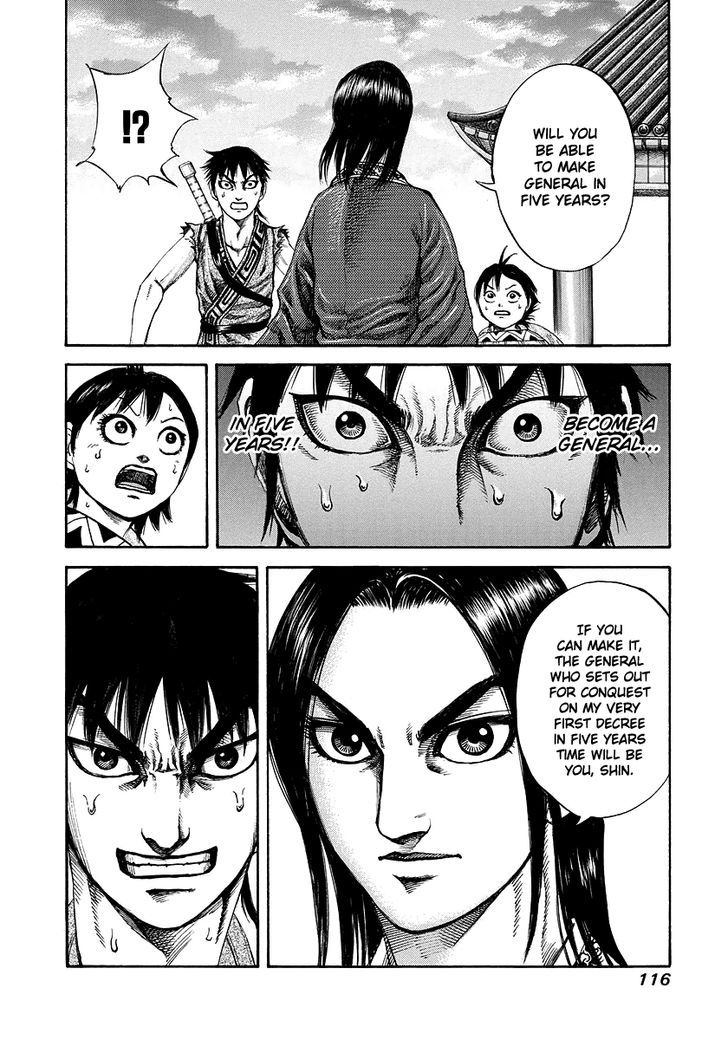 WILL YOU
BE ABLE
TO MAKE
GENERAL IN
FIVE YEARS?
!?
BECOME A
GENERAL...
IN FIVE
YEARS!!
IF YOU
CAN MAKE IT,
THE GENERAL
WHO SETS OUT
FOR CONQUEST
ON MY VERY
FIRST DECREE
IN FIVE YEARS
TIME WILL BE
YOU, SHIN.
116